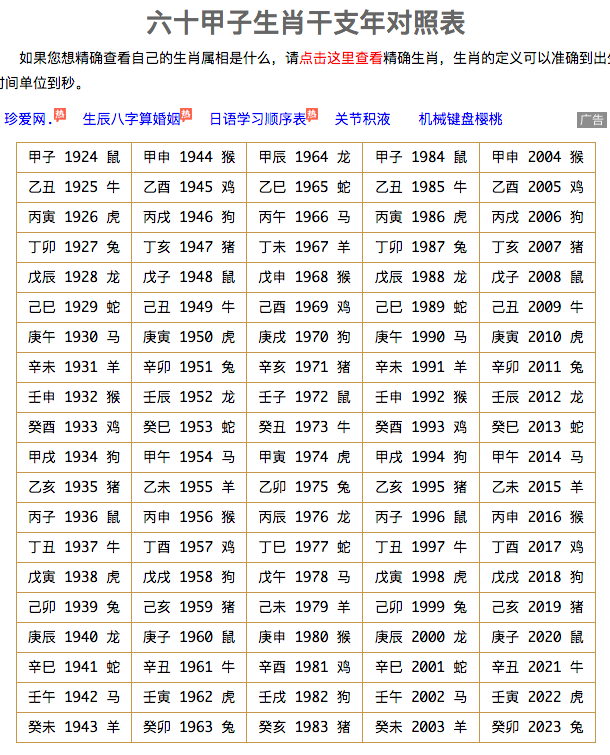 六十甲子生肖干支年对照表
如果您想精确查看自己的生肖属相是什么，请点击这里查看精确生肖，生肖的定义可以准确到出生
时间单位到秒。
珍爱网.热 生辰八字算婚姻热 日语学习顺序表热 关节积液 机械键盘樱桃 广告
甲子 1924 鼠 甲申 1944 猴 甲辰 1964 龙 甲子 1984 鼠 甲申 2004 猴
乙丑 1925 牛 乙酉 1945 鸡 乙巳 1965 蛇 乙丑 1985 牛 乙酉 2005 鸡
丙寅 1926 虎 丙戌 1946 狗 丙午 1966 马 丙寅 1986 虎 丙戌 2006 狗
丁卯 1927 兔 丁亥 1947 猪 丁未 1967 羊 丁卯 1987 兔 丁亥 2007 猪
戊辰 1928 龙 戊子 1948 鼠 戊申 1968 猴 戊辰 1988 龙 戊子 2008 鼠
己巳 1929 蛇 己丑 1949 牛 己酉 1969 鸡 己巳 1989 蛇 己丑 2009 牛
庚午 1930 马 庚寅 1950 虎 庚戌 1970 狗 庚午 1990 马 庚寅 2010 虎
辛未 1931 羊 辛卯 1951 兔 辛亥 1971 猪 辛未 1991 羊 辛卯 2011 兔
壬申 1932 猴 壬辰 1952 龙 壬子 1972 鼠 壬申 1992 猴 壬辰 2012 龙
癸酉 1933 鸡 癸巳 1953 蛇 癸丑 1973 牛 癸酉 1993 鸡 癸巳 2013 蛇
甲戌 1934 狗 甲午 1954 马 甲寅 1974 虎 甲戌 1994 狗 甲午 2014 马
乙亥 1935 猪 乙未 1955 羊 乙卯 1975 兔 乙亥 1995 猪 乙未 2015 羊
丙子 1936 鼠 丙申 1956 猴 丙辰 1976 龙 丙子 1996 鼠 丙申 2016 猴
丁丑 1937 牛 丁酉 1957 鸡 丁巳 1977 蛇 丁丑 1997 牛 丁酉 2017 鸡
戊寅 1938 虎 戊戌 1958 狗 戊午 1978 马 戊寅 1998 虎 戊戌 2018 狗
己卯 1939 兔 己亥 1959 猪 己未 1979 羊 己卯 1999 兔 己亥 2019 猪
庚辰 1940 龙 庚子 1960 鼠 庚申 1980 猴 庚辰 2000 龙 庚子 2020 鼠
辛巳 1941 蛇 辛丑 1961 牛 辛酉 1981 鸡 辛巳 2001 蛇 辛丑 2021 牛
壬午 1942 马 壬寅 1962 虎 壬戌 1982 狗 壬午 2002 马 壬寅 2022 虎
癸未 1943 羊 癸卯 1963 兔 癸亥 1983 猪 癸未 2003 羊 癸卯 2023 兔